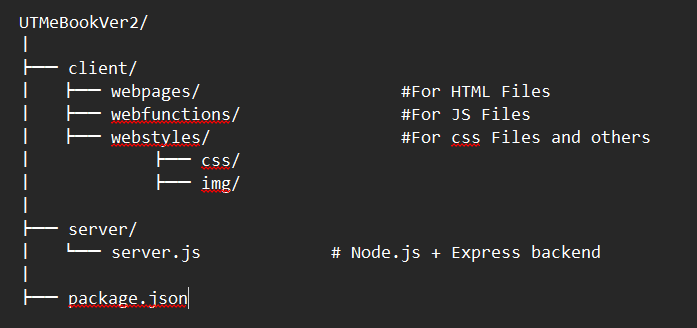 UTMeBookVer2/
|
├── client/
|   ├── webpages/                    #For HTML Files
|   ├── webfunctions/                #For JS Files
|   ├── webstyles/                   #For css Files and others
|            ├── css/
|            ├── img/
|
├── server/
|   └── server.js             # Node.js + Express backend
|
├── package.json